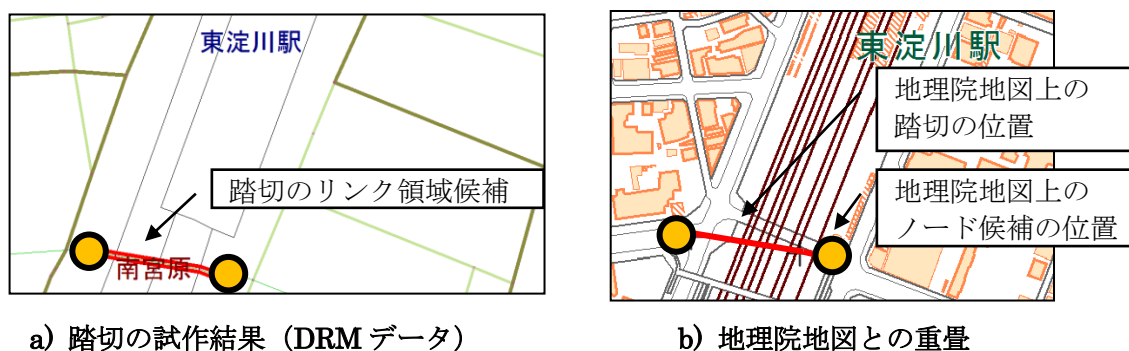 東淀川駅
踏切のリンク領域候補
南宮原
東淀川駅
地理院地図上の
踏切の位置
地理院地図上の
ノード候補の位置
a) 踏切の試作結果（DRM データ）
b) 地理院地図との重畳